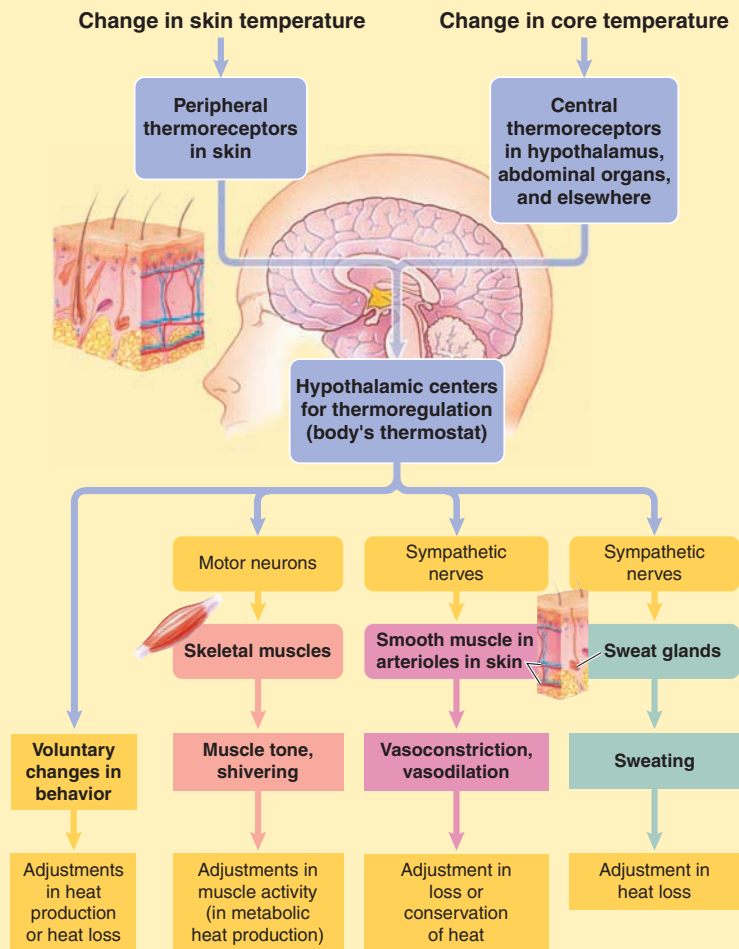 Change in skin temperature
Change in core temperature
Peripheral
thermoreceptors
in skin
Central
thermoreceptors
in hypothalamus,
abdominal organs,
and elsewhere
Hypothalamic centers
for thermoregulation
(body's thermostat)
Motor neurons
Sympathetic
nerves
Sympathetic
nerves
Skeletal muscles
Smooth muscle in
arterioles in skin
Sweat glands
Voluntary
changes in
behavior
Muscle tone,
shivering
Vasoconstriction,
vasodilation
Sweating
Adjustments
in heat
production
or heat loss
Adjustments in
muscle activity
(in metabolic
heat production)
Adjustment in
loss or
conservation
of heat
Adjustment in
heat loss